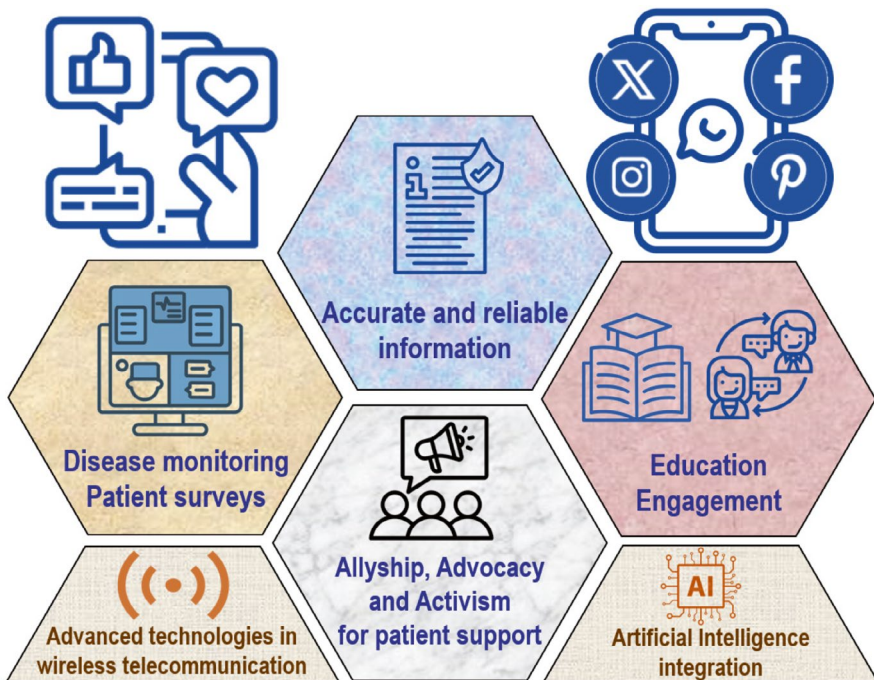 Accurate and reliable
information
Disease monitoring
Patient surveys
Education
Engagement
Allyship, Advocacy
and Activism
for patient support
Advanced technologies in
wireless telecommunication
AI
Artificial Intelligence
integration